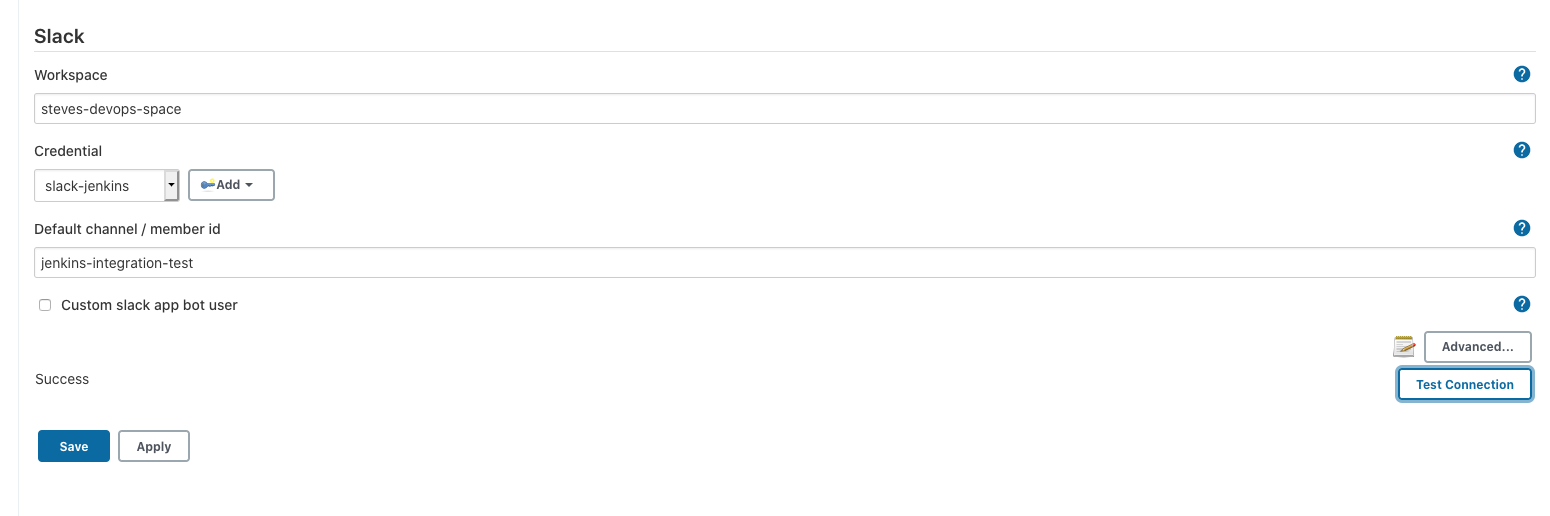 Slack
Workspace
?
steves-devops-space
Credential
?
slack-jenkins
Add
Default channel / member id
?
jenkins-integration-test
Custom slack app bot user
?
Advanced...
Success
Test Connection
Save
Apply